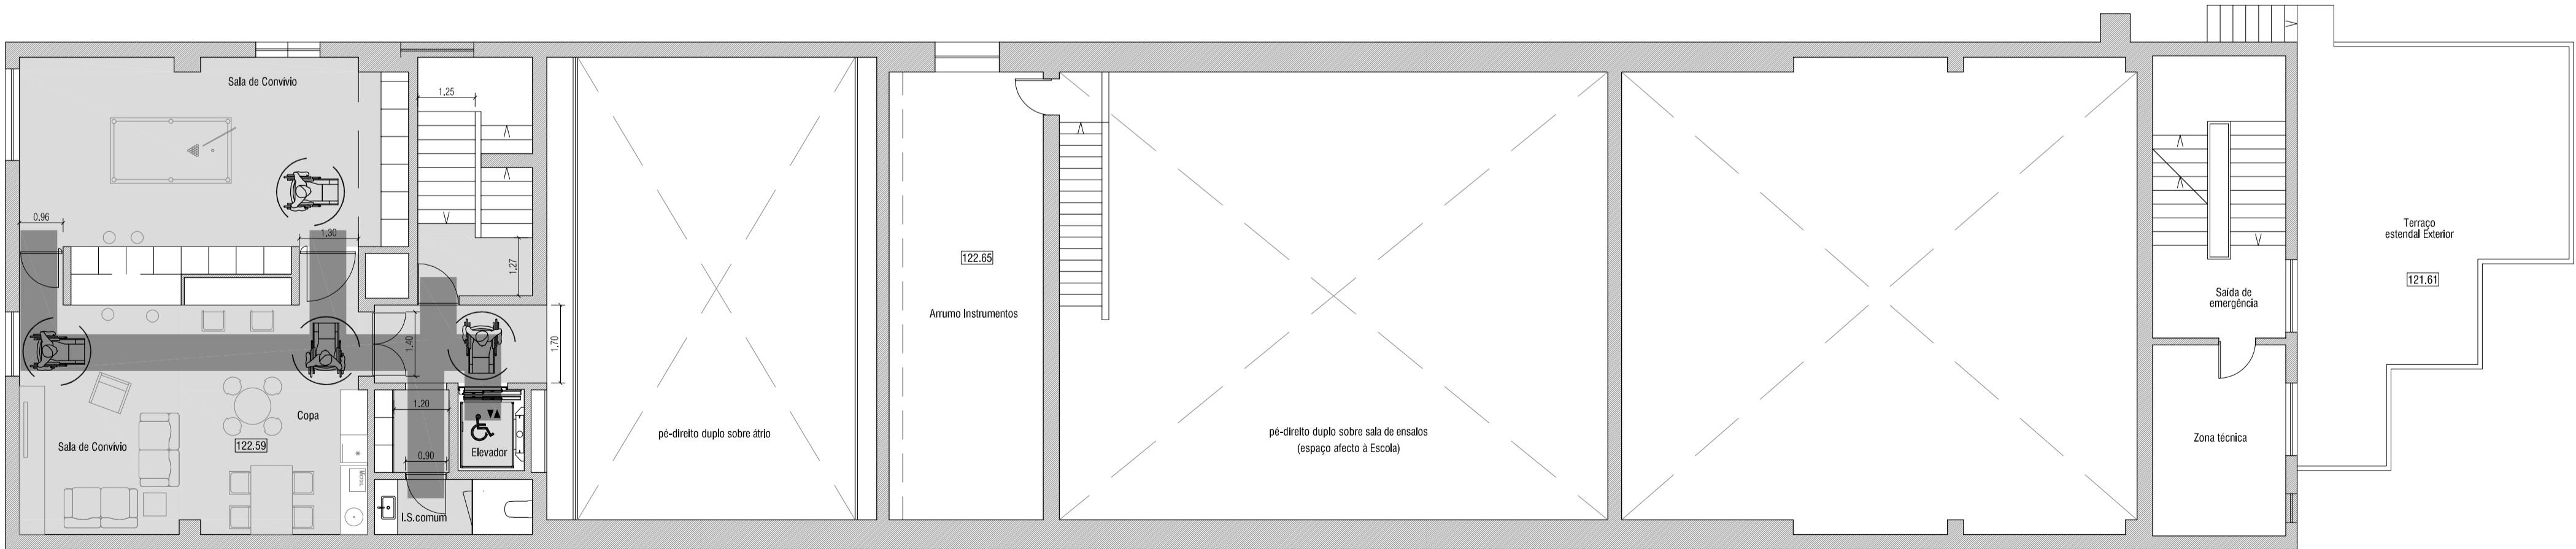 Sala de Convívio
1.25
0.96
1.30
1.27
1.40
1.70
1.20
0.90
Copa
Sala de Convívio
122.59
Elevador
I.S.comum
pé-direito duplo sobre átrio
122.65
Arrumo Instrumentos
pé-direito duplo sobre sala de ensaios
(espaço afecto à Escola)
Saída de
emergência
Zona técnica
Terraço
estendal Exterior
121.61